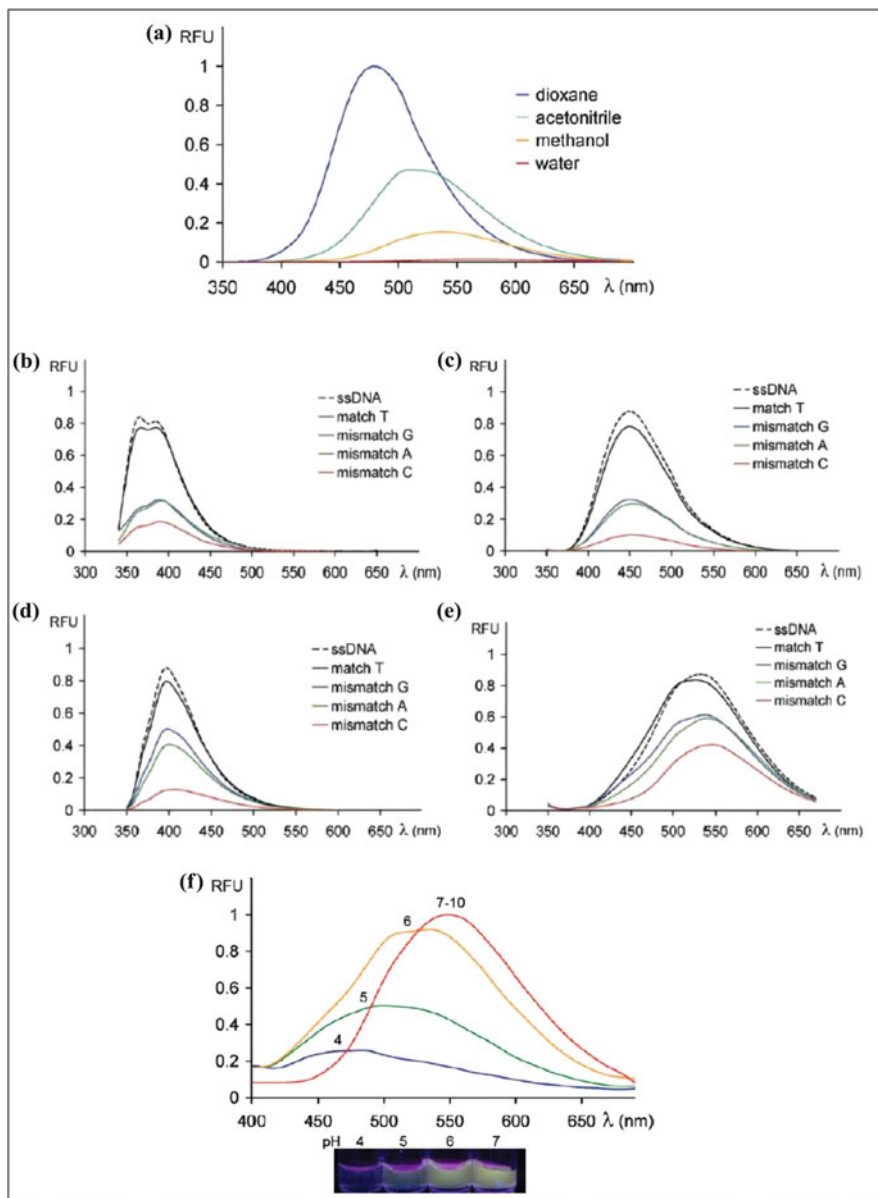 (a)
RFU
1
0.8
0.6
0.4
0.2
0
350 400 450 500 550 600 650 λ (nm)
dioxane
acetonitrile
methanol
water
(b)
RFU
1
0.8
0.6
0.4
0.2
0
300 350 400 450 500 550 600 650 λ (nm)
ssDNA
match T
mismatch G
mismatch A
mismatch C
(c)
RFU
1
0.8
0.6
0.4
0.2
0
300 350 400 450 500 550 600 650 λ (nm)
ssDNA
match T
mismatch G
mismatch A
mismatch C
(d)
RFU
1
0.8
0.6
0.4
0.2
0
300 350 400 450 500 550 600 650 λ (nm)
ssDNA
match T
mismatch G
mismatch A
mismatch C
(e)
RFU
1
0.8
0.6
0.4
0.2
0
300 350 400 450 500 550 600 650 λ (nm)
ssDNA
match T
mismatch G
mismatch A
mismatch C
(f)
RFU
1
0.8
0.6
0.4
0.2
0
7-10
6
5
4
400 450 500 550 600 650 λ (nm)
pH 4 5 6 7